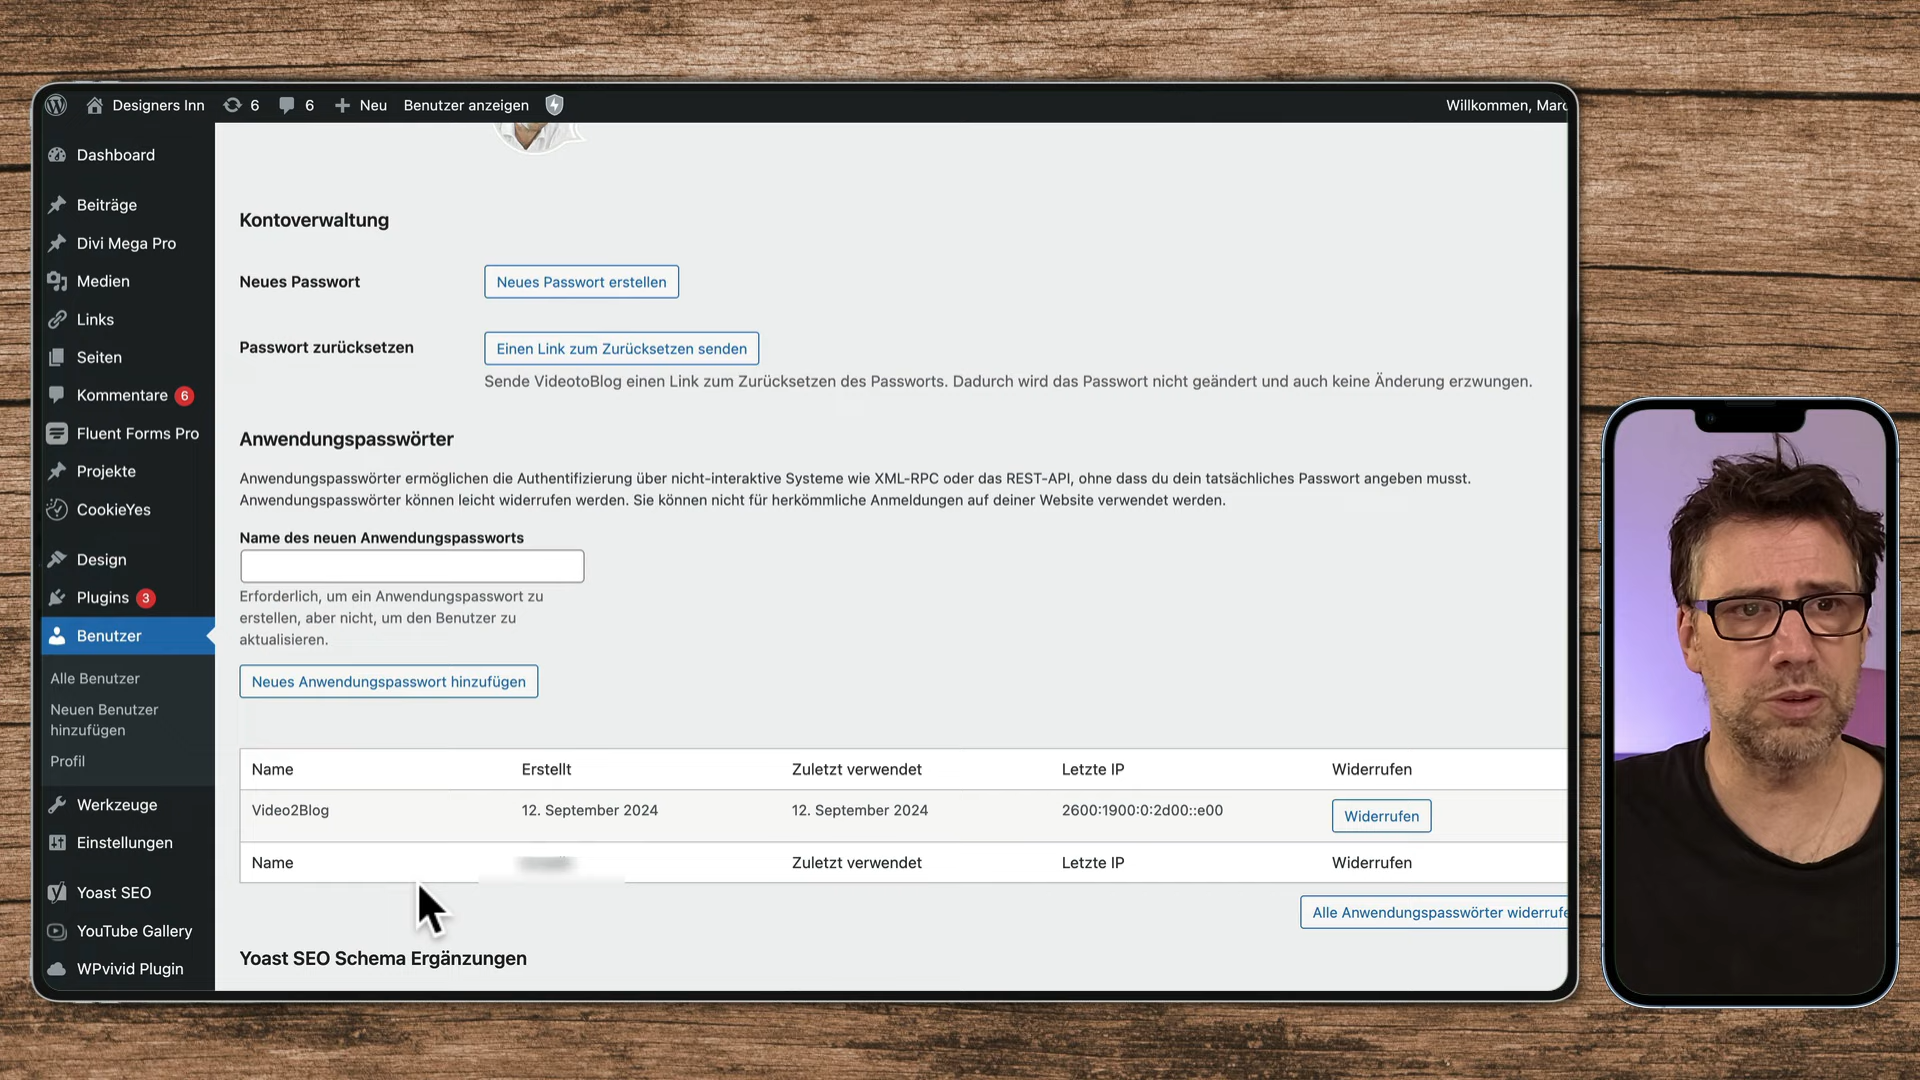 Designers Inn
6
6
Neu
Benutzer anzeigen
Willkommen, Marc
Dashboard
Beiträge
Divi Mega Pro
Medien
Links
Seiten
Kommentare 6
Fluent Forms Pro
Projekte
CookieYes
Design
Plugins 3
Benutzer
Alle Benutzer
Neuen Benutzer
hinzufügen
Profil
Werkzeuge
Einstellungen
Yoast SEO
YouTube Gallery
WPvivid Plugin
Kontoverwaltung
Neues Passwort
Neues Passwort erstellen
Passwort zurücksetzen
Einen Link zum Zurücksetzen senden
Sende VideotoBlog einen Link zum Zurücksetzen des Passworts. Dadurch wird das Passwort nicht geändert und auch keine Änderung erzwungen.
Anwendungspasswörter
Anwendungspasswörter ermöglichen die Authentifizierung über nicht-interaktive Systeme wie XML-RPC oder das REST-API, ohne dass du dein tatsächliches Passwort angeben musst.
Anwendungspasswörter können leicht widerrufen werden. Sie können nicht für herkömmliche Anmeldungen auf deiner Website verwendet werden.
Name des neuen Anwendungspassworts
Erforderlich, um ein Anwendungspasswort zu
erstellen, aber nicht, um den Benutzer zu
aktualisieren.
Neues Anwendungspasswort hinzufügen
Name Erstellt Zuletzt verwendet Letzte IP Widerrufen
Video2Blog 12. September 2024 12. September 2024 2600:1900:0:2d00::e00 Widerrufen
Name Zuletzt verwendet Letzte IP Widerrufen
Alle Anwendungspasswörter widerrufe
Yoast SEO Schema Ergänzungen